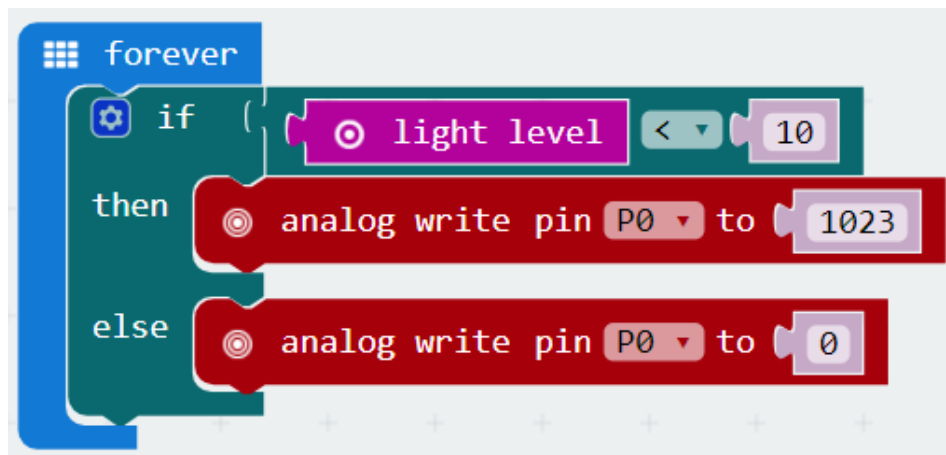 forever
if light level < 10
then analog write pin P0 to 1023
else analog write pin P0 to 0